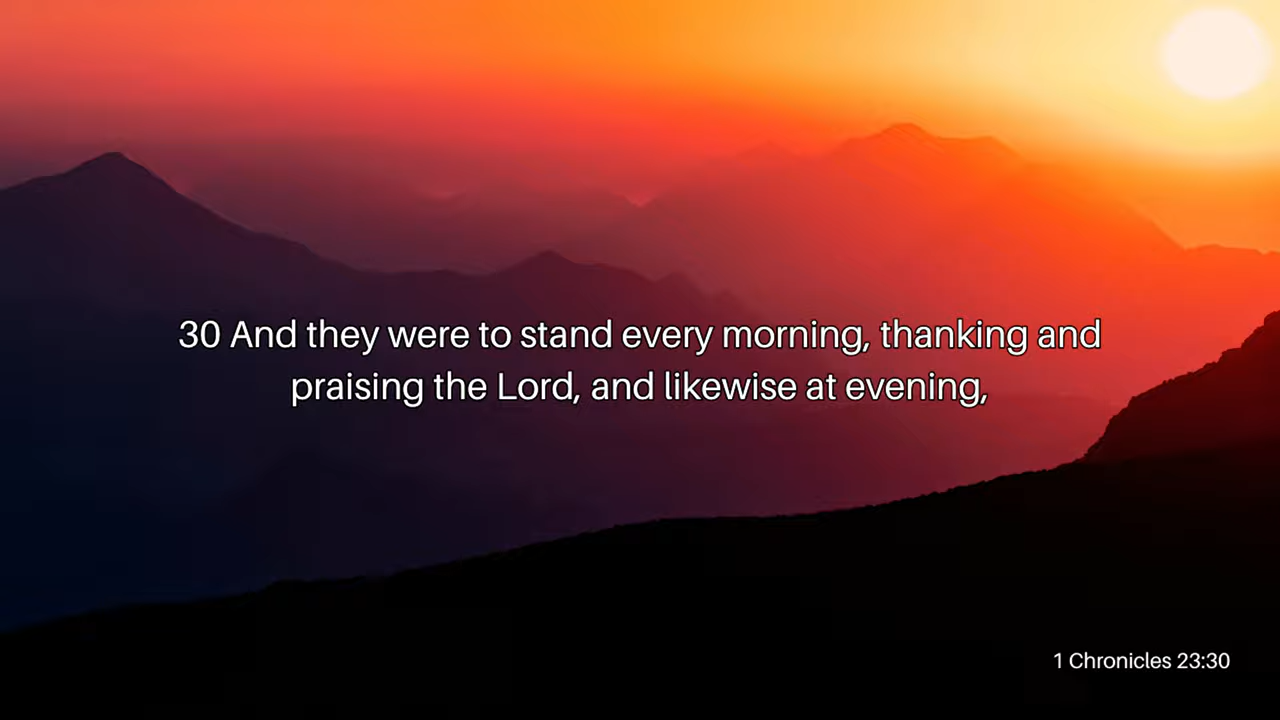 30 And they were to stand every morning, thanking and
praising the Lord, and likewise at evening,
1 Chronicles 23:30